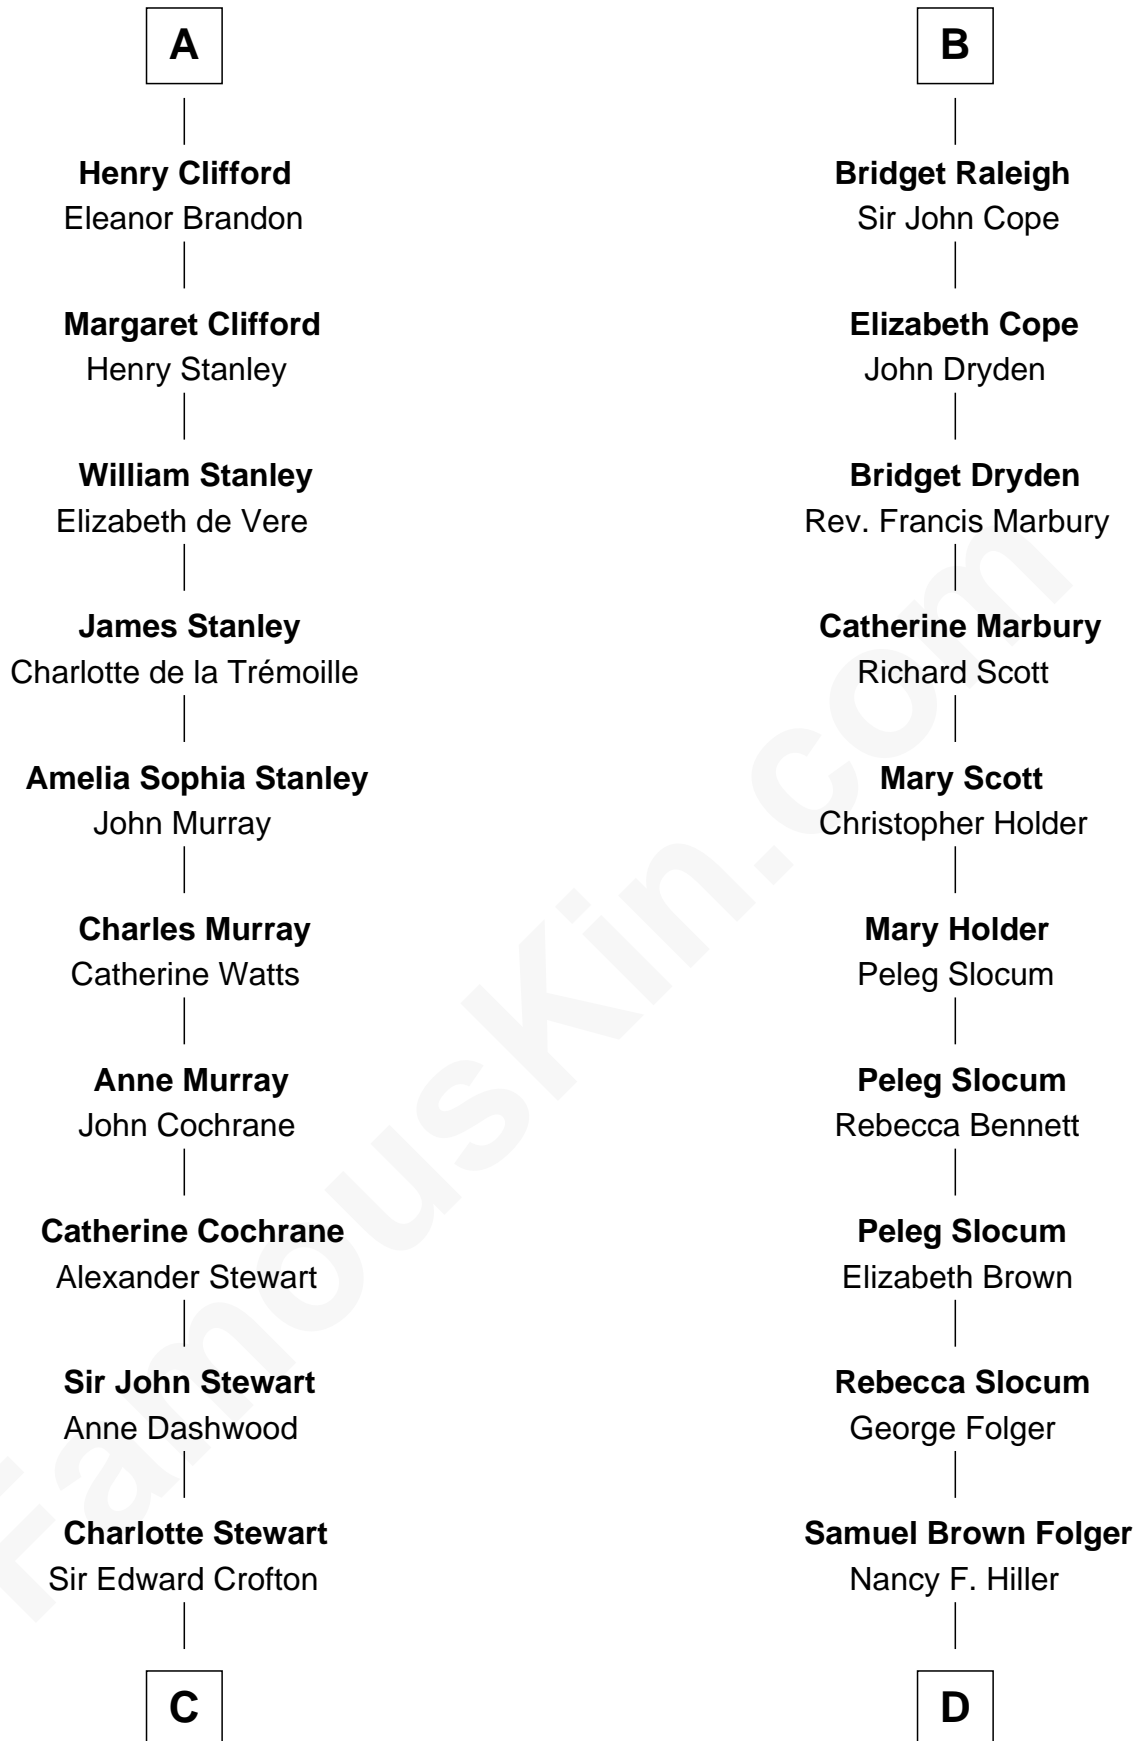 A
Henry Clifford
Eleanor Brandon
Margaret Clifford
Henry Stanley
William Stanley
Elizabeth de Vere
James Stanley
Charlotte de la Trémoille
Amelia Sophia Stanley
John Murray
Charles Murray
Catherine Watts
Anne Murray
John Cochrane
Catherine Cochrane
Alexander Stewart
Sir John Stewart
Anne Dashwood
Charlotte Stewart
Sir Edward Crofton
C
B
Bridget Raleigh
Sir John Cope
Elizabeth Cope
John Dryden
Bridget Dryden
Rev. Francis Marbury
Catherine Marbury
Richard Scott
Mary Scott
Christopher Holder
Mary Holder
Peleg Slocum
Peleg Slocum
Rebecca Bennett
Peleg Slocum
Elizabeth Brown
Rebecca Slocum
George Folger
Samuel Brown Folger
Nancy F. Hiller
D
FamousKin.com